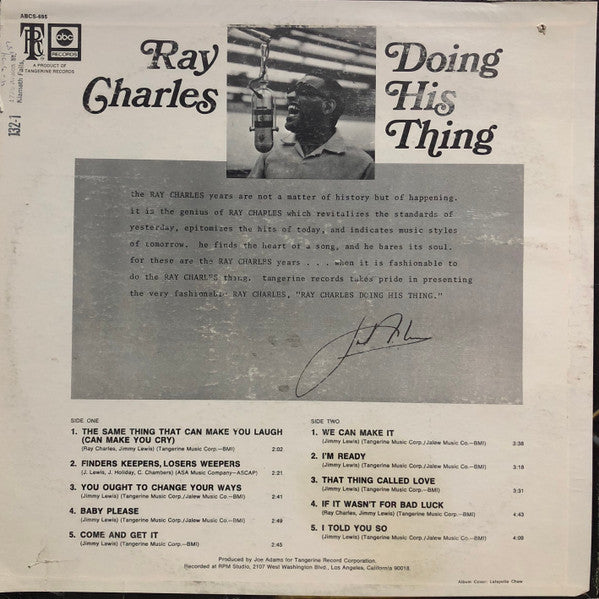 ABCS-695
TRC
abc
RECORDS
A PRODUCT OF
TANGERINE RECORDS
132-1
Klamath Falls,
Ray
Charles
Doing
His
Thing
the RAY CHARLES years are not a matter of history but of happening.
it is the genius of RAY CHARLES which revitalizes the standards of
yesterday, epitomizes the hits of today, and indicates music styles
of tomorrow. he finds the heart of a song, and he bares its soul.
for these are the RAY CHARLES years . . . when it is fashionable to
do the RAY CHARLES thing. tangerine records takes pride in presenting
the very fashionable RAY CHARLES, "RAY CHARLES DOING HIS THING."
SIDE ONE
1. THE SAME THING THAT CAN MAKE YOU LAUGH
(CAN MAKE YOU CRY)
(Ray Charles, Jimmy Lewis) (Tangerine Music Corp.—BMI) 2:02
2. FINDERS KEEPERS, LOSERS WEEPERS
(J. Lewis, J. Holiday, C. Chambers) (ASA Music Company—ASCAP) 2:21
3. YOU OUGHT TO CHANGE YOUR WAYS
(Jimmy Lewis) (Tangerine Music Corp./Jalew Music Co.—BMI) 2:41
4. BABY PLEASE
(Jimmy Lewis) (Tangerine Music Corp./Jalew Music Co.—BMI) 2:49
5. COME AND GET IT
(Jimmy Lewis) (Tangerine Music Corp.—BMI) 2:45
SIDE TWO
1. WE CAN MAKE IT
(Jimmy Lewis) (Tangerine Music Corp./Jalew Music Co.—BMI) 3:38
2. I'M READY
(Jimmy Lewis) (Tangerine Music Corp./Jalew Music Co.—BMI) 3:18
3. THAT THING CALLED LOVE
(Jimmy Lewis) (Tangerine Music Corp./Jalew Music Co.—BMI) 3:31
4. IF IT WASN'T FOR BAD LUCK
(Ray Charles, Jimmy Lewis) (Tangerine Music Corp.—BMI) 4:43
5. I TOLD YOU SO
(Jimmy Lewis) (Tangerine Music Corp./Jalew Music Co.—BMI) 4:08
Produced by Joe Adams for Tangerine Record Corporation.
Recorded at RPM Studio, 2107 West Washington Blvd., Los Angeles, California 90018.
Album Cover: Lafayette Chew